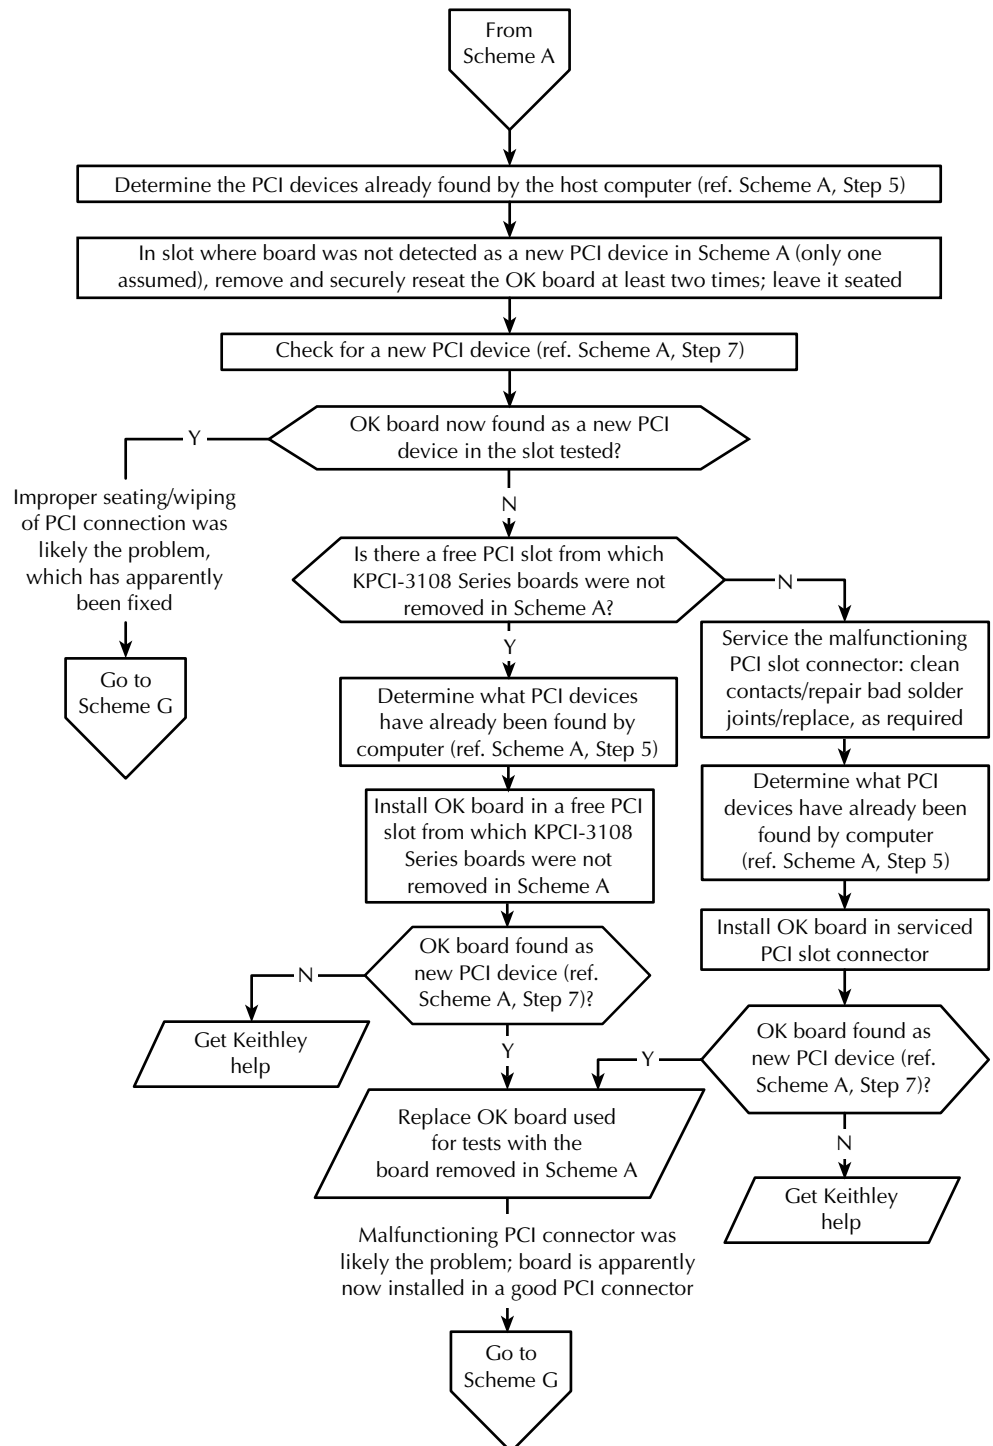 From
Scheme A
Determine the PCI devices already found by the host computer (ref. Scheme A, Step 5)
In slot where board was not detected as a new PCI device in Scheme A (only one
assumed), remove and securely reseat the OK board at least two times; leave it seated
Check for a new PCI device (ref. Scheme A, Step 7)
OK board now found as a new PCI
device in the slot tested?
Y
Improper seating/wiping
of PCI connection was
likely the problem,
which has apparently
been fixed
Go to
Scheme G
N
Is there a free PCI slot from which
KPCI-3108 Series boards were not
removed in Scheme A?
N
Service the malfunctioning
PCI slot connector: clean
contacts/repair bad solder
joints/replace, as required
Determine what PCI
devices have already been
found by computer
(ref. Scheme A, Step 5)
Install OK board in serviced
PCI slot connector
OK board found as
new PCI device (ref.
Scheme A, Step 7)?
Y
N
Get Keithley
help
Y
Determine what PCI devices
have already been found by
computer (ref. Scheme A, Step 5)
Install OK board in a free PCI
slot from which KPCI-3108
Series boards were not
removed in Scheme A
OK board found as
new PCI device (ref.
Scheme A, Step 7)?
N
Get Keithley
help
Y
Replace OK board used
for tests with the
board removed in Scheme A
Malfunctioning PCI connector was
likely the problem; board is apparently
now installed in a good PCI connector
Go to
Scheme G